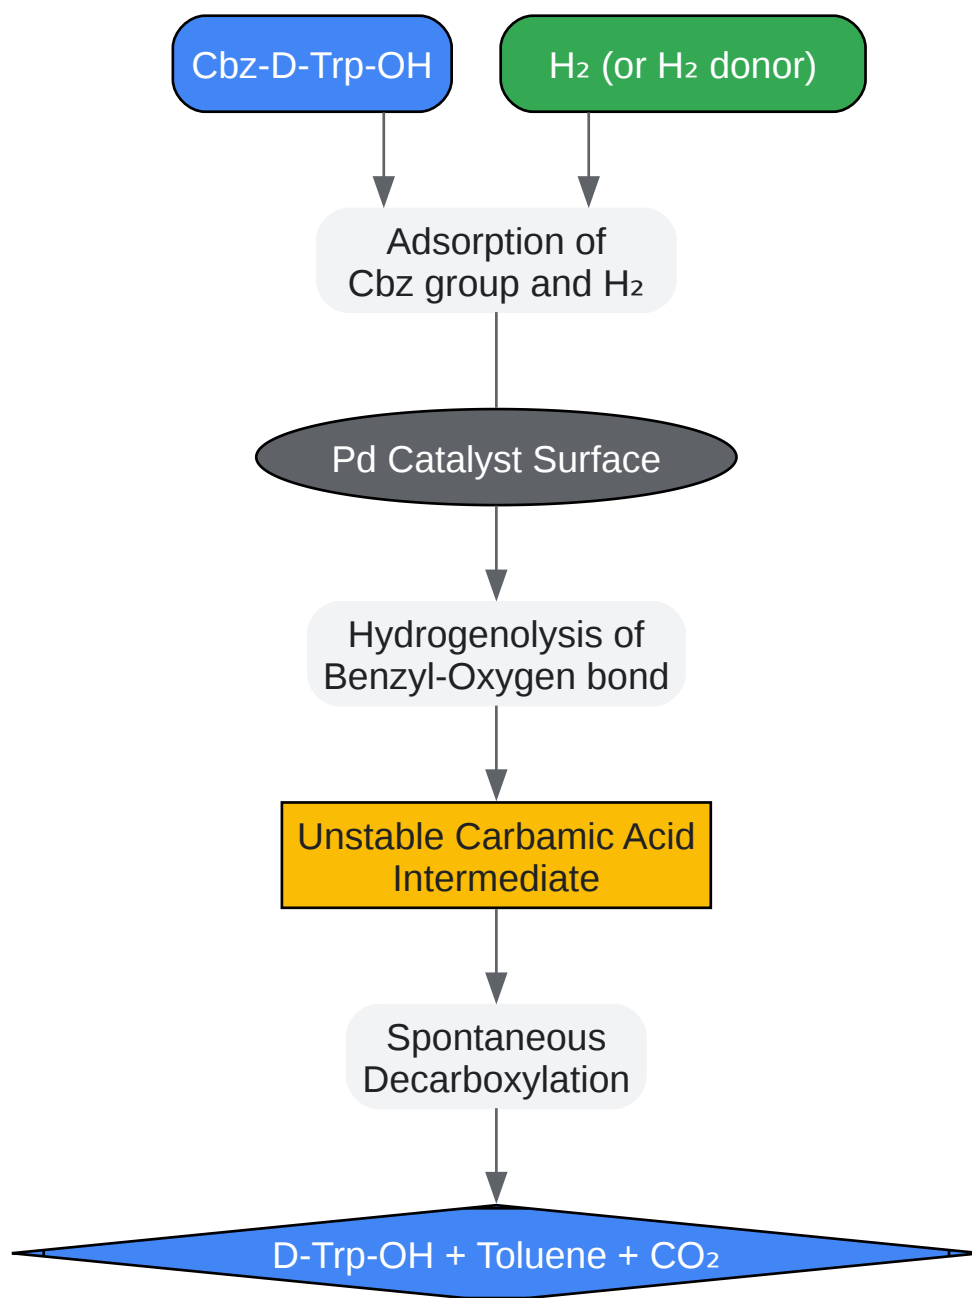 Cbz-D-Trp-OH
H₂ (or H₂ donor)
Adsorption of
Cbz group and H₂
Pd Catalyst Surface
Hydrogenolysis of
Benzyl-Oxygen bond
Unstable Carbamic Acid
Intermediate
Spontaneous
Decarboxylation
D-Trp-OH + Toluene + CO₂